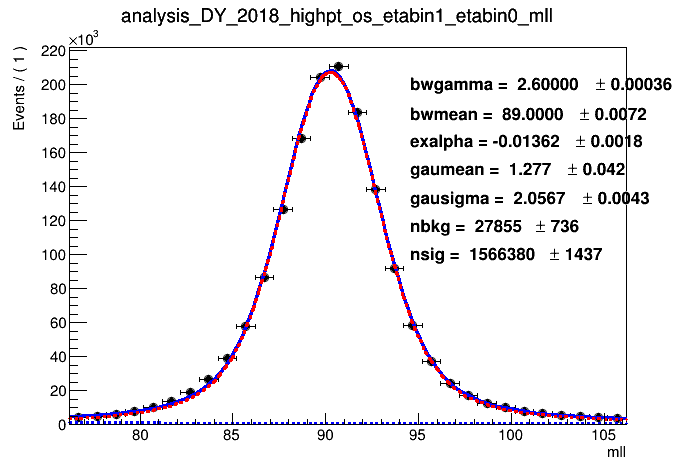 analysis_DY_2018_highpt_os_etabin1_etabin0_mll
×10³
Events / ( 1 )
220
200
180
160
140
120
100
80
60
40
20
0
bwgamma = 2.60000 ± 0.00036
bwmean = 89.0000 ± 0.0072
exalpha = -0.01362 ± 0.0018
gaumean = 1.277 ± 0.042
gausigma = 2.0567 ± 0.0043
nbkg = 27855 ± 736
nsig = 1566380 ± 1437
80 85 90 95 100 105
mll